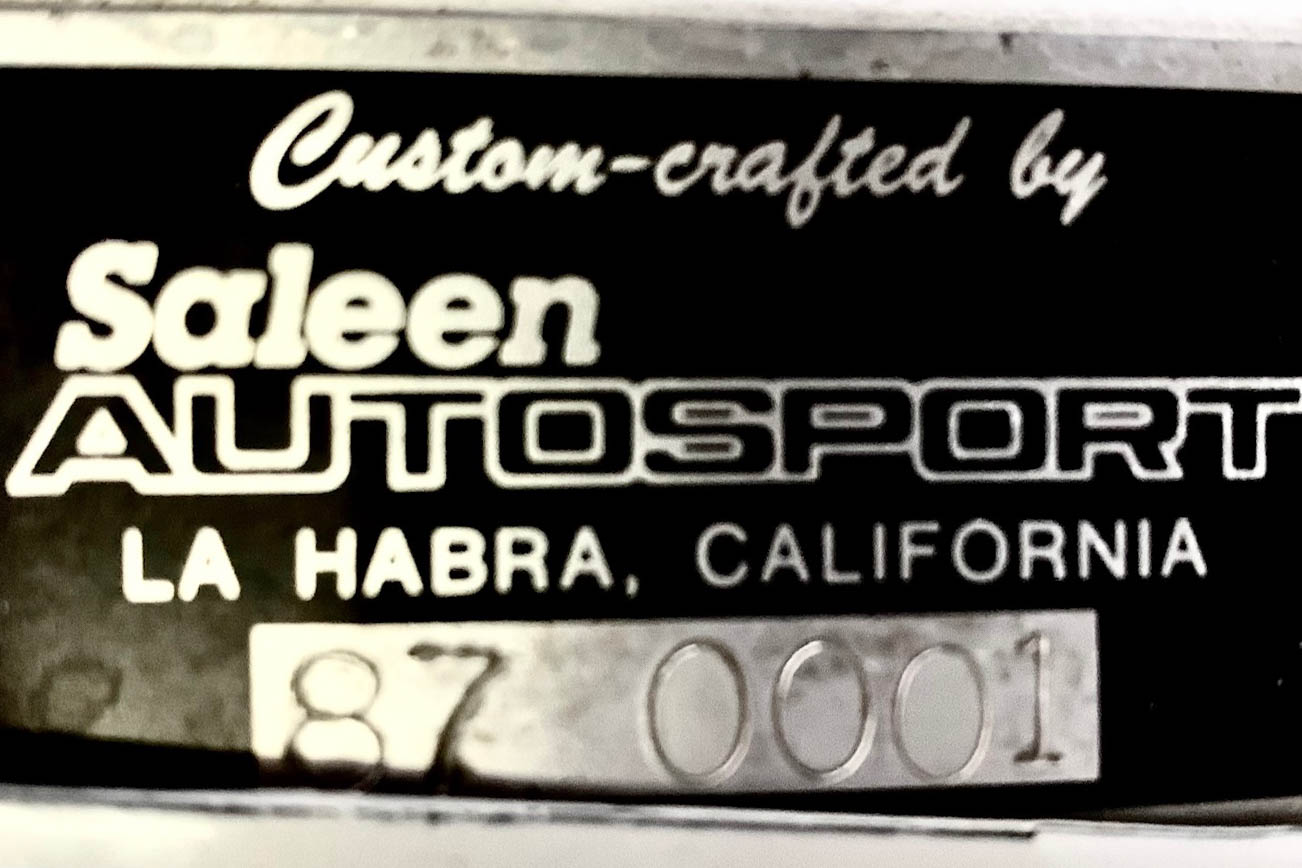 Custom-crafted by
Saleen
AUTOSPORT
LA HABRA, CALIFORNIA
87 0001